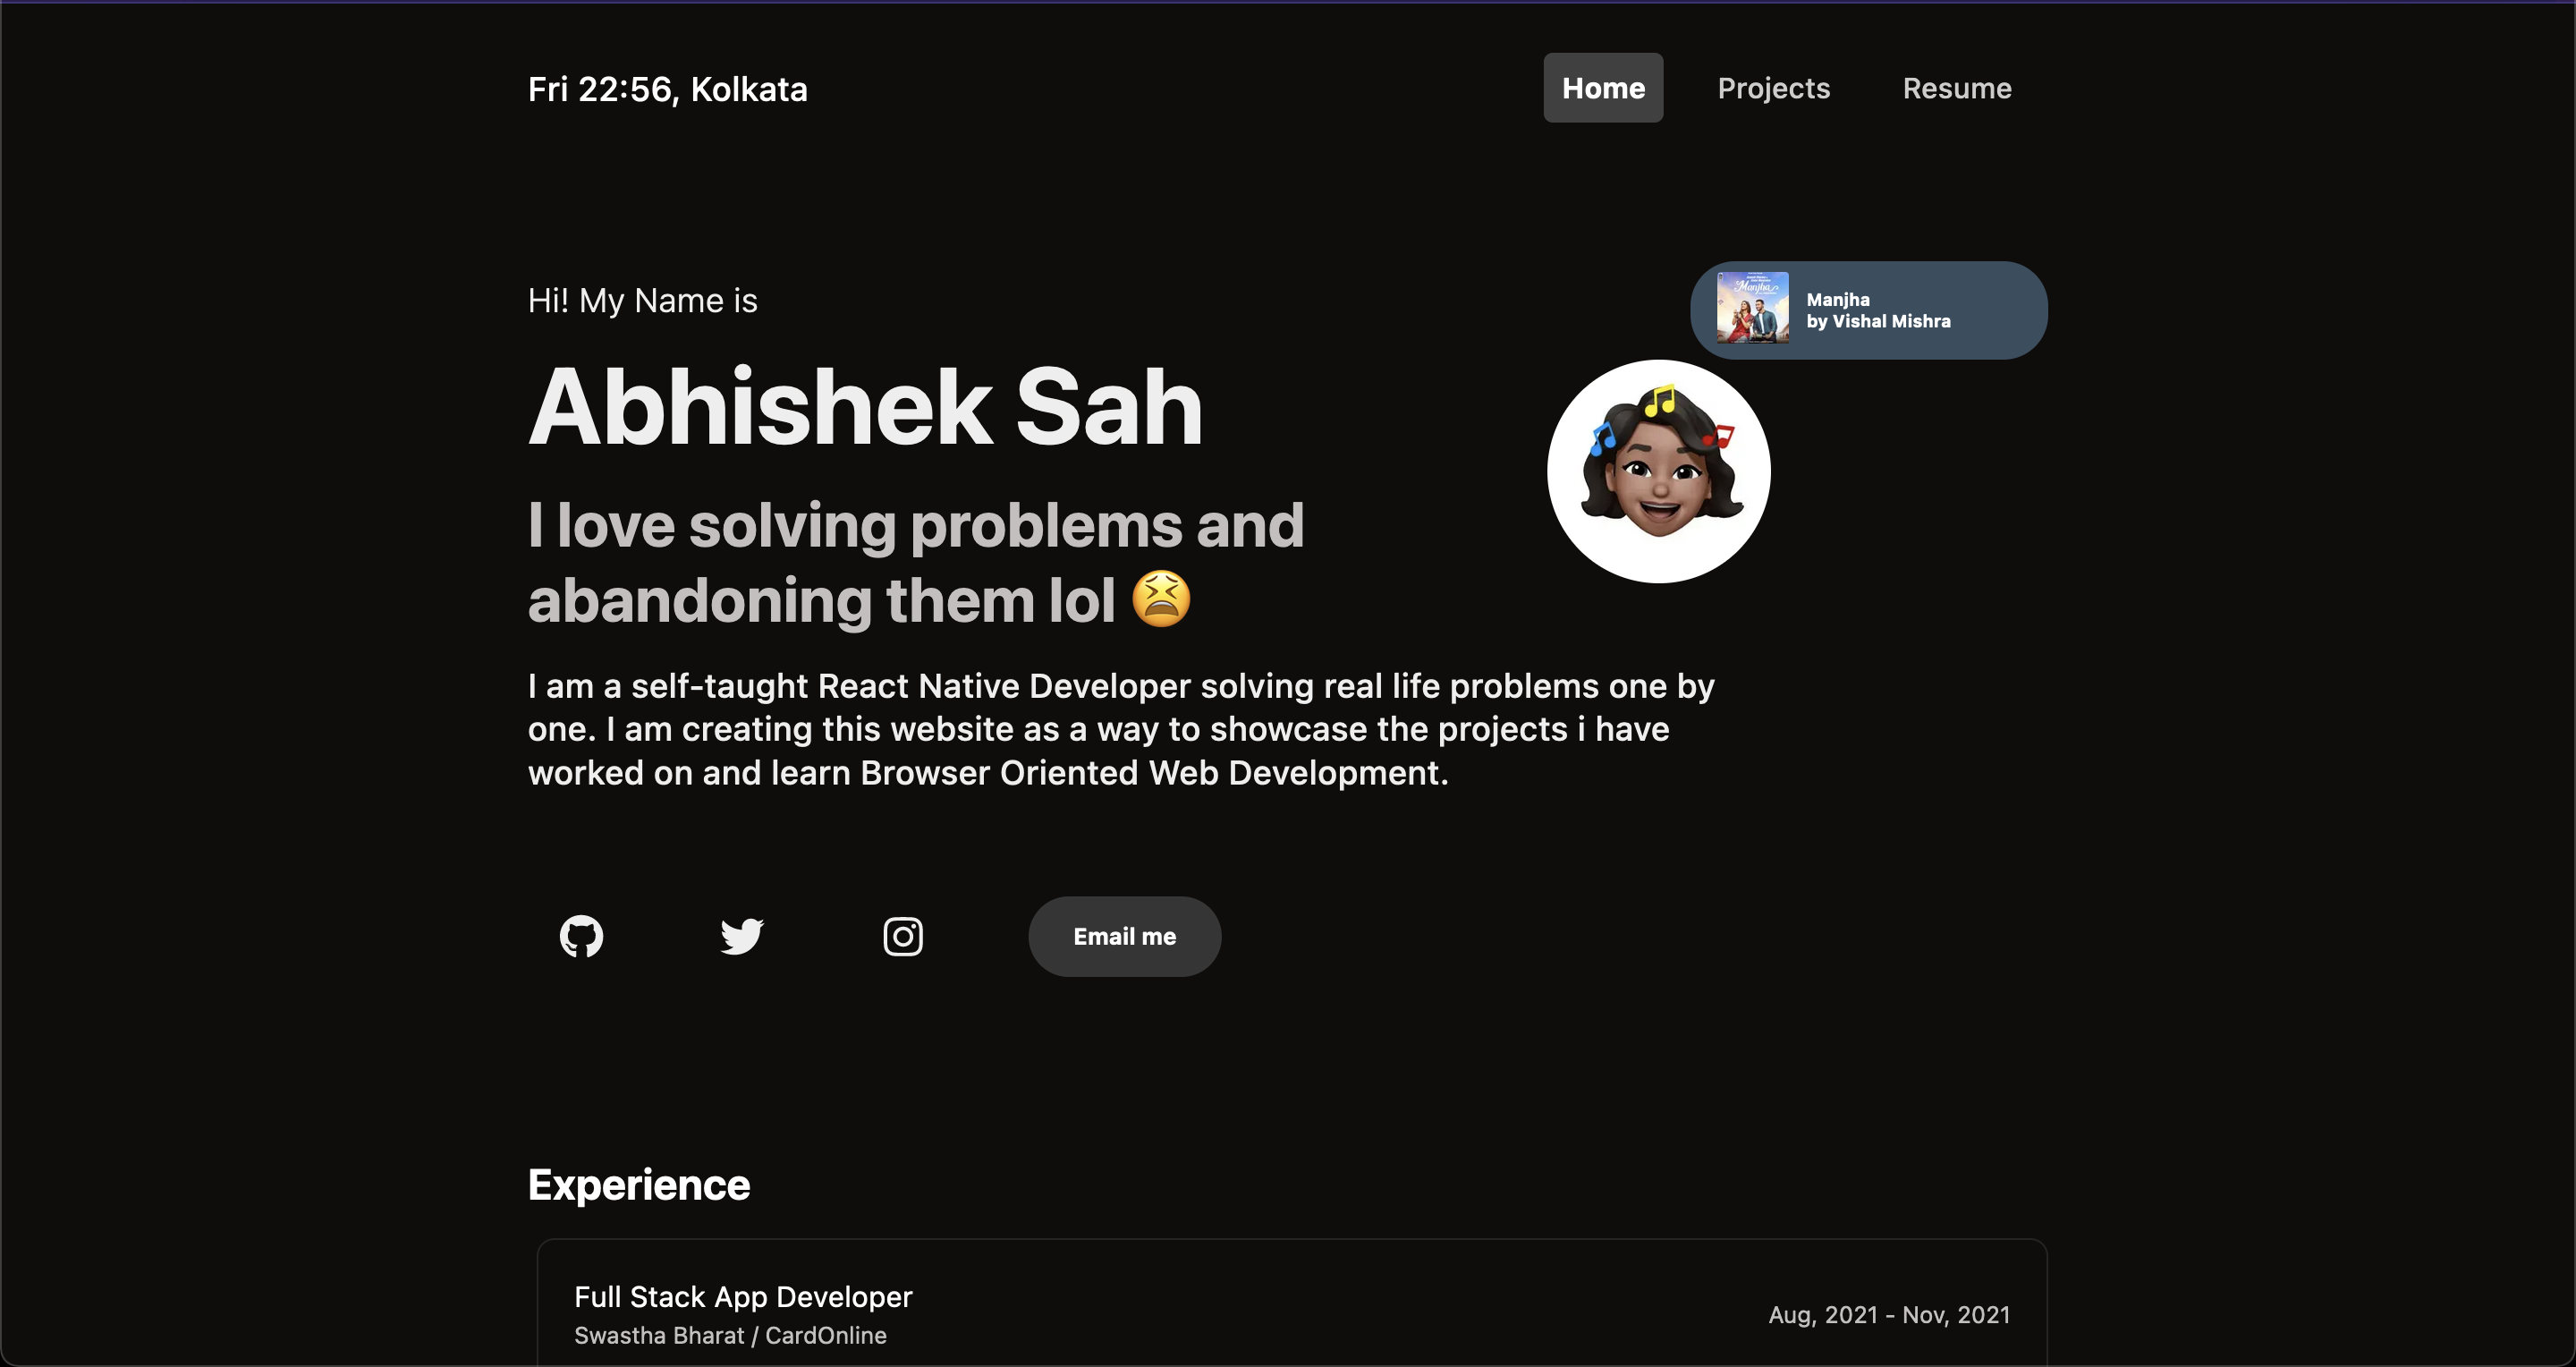 Fri 22:56, Kolkata
Home
Projects
Resume
Hi! My Name is
Manjha
Manjha
by Vishal Mishra
Abhishek Sah
I love solving problems and
abandoning them lol 😫
I am a self-taught React Native Developer solving real life problems one by
one. I am creating this website as a way to showcase the projects i have
worked on and learn Browser Oriented Web Development.
Email me
Experience
Full Stack App Developer
Swastha Bharat / CardOnline
Aug, 2021 - Nov, 2021